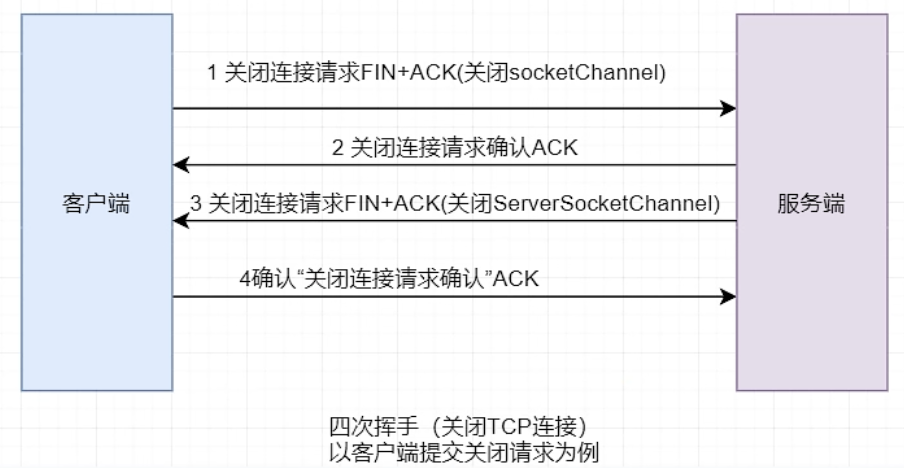 1 关闭连接请求FIN+ACK(关闭socketChannel)
2 关闭连接请求确认ACK
客户端
3 关闭连接请求FIN+ACK(关闭ServerSocketChannel)
服务端
4确认“关闭连接请求确认”ACK
四次挥手（关闭TCP连接）
以客户端提交关闭请求为例